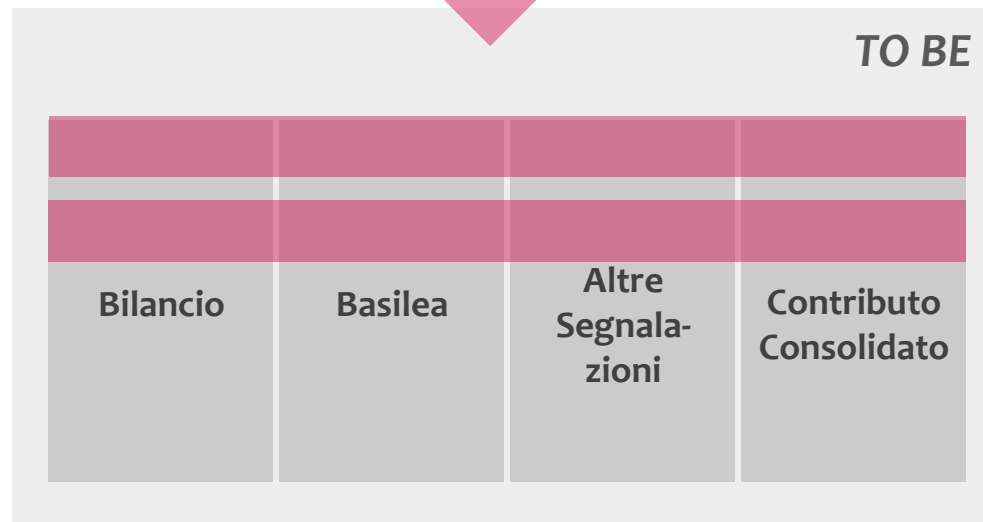 TO BE
Bilancio
Basilea
Altre
Segnala-
zioni
Contributo
Consolidato